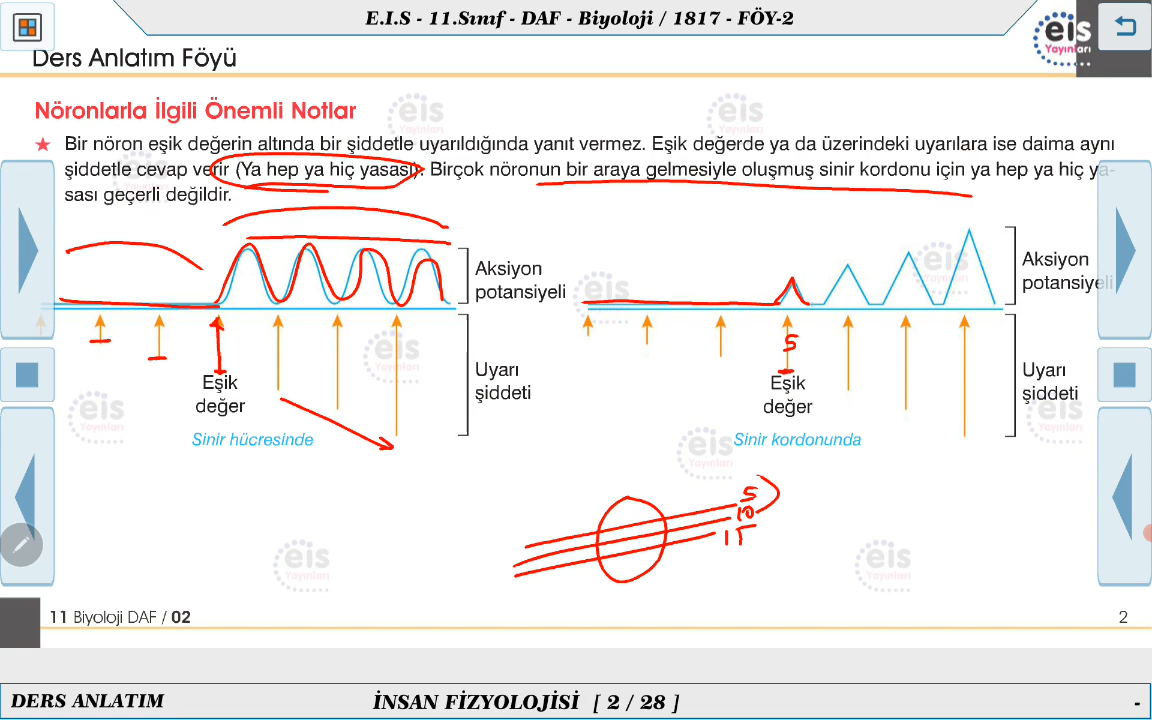 E.I.S - 11.Sınıf - DAF - Biyoloji / 1817 - FÖY-2
eis
Yayınları
Ders Anlatım Föyü
Nöronlarla İlgili Önemli Notlar
★ Bir nöron eşik değerin altında bir şiddetle uyarıldığında yanıt vermez. Eşik değerde ya da üzerindeki uyarılara ise daima aynı
şiddetle cevap verir (Ya hep ya hiç yasası). Birçok nöronun bir araya gelmesiyle oluşmuş sinir kordonu için ya hep ya hiç ya-
sası geçerli değildir.
Aksiyon
potansiyeli
Uyarı
şiddeti
Eşik
değer
Sinir hücresinde
Aksiyon
potansiyeli
Uyarı
şiddeti
5
Eşik
değer
Sinir kordonunda
5
10
15
11 Biyoloji DAF / 02
2
DERS ANLATIM
İNSAN FİZYOLOJİSİ [ 2 / 28 ]
-